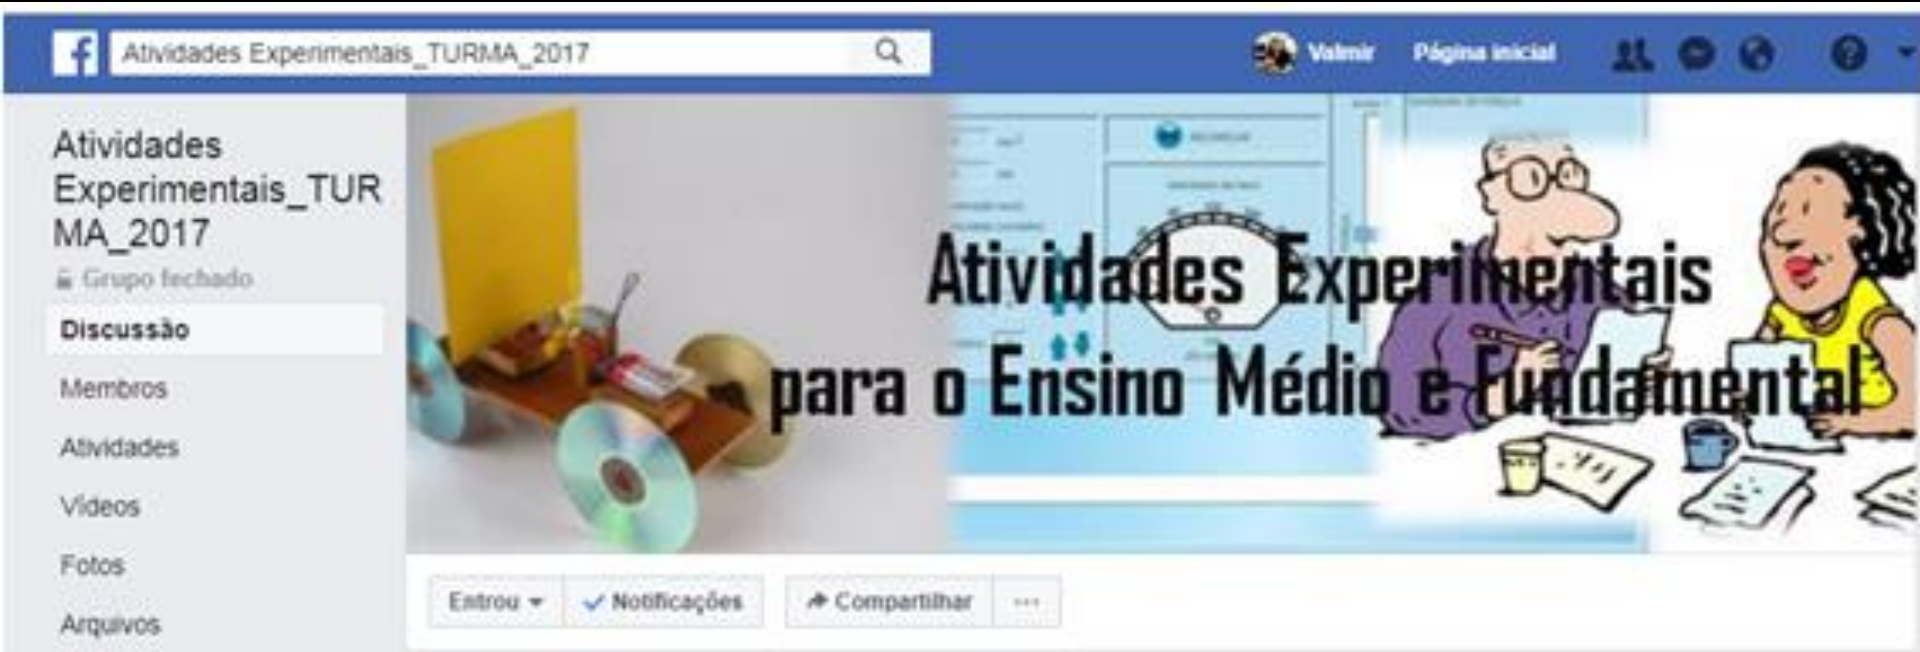 f
Atividades Experimentais_TURMA_2017
Valmir
Página inicial
Atividades
Experimentais_TUR
MA_2017
Grupo fechado
Discussão
Membros
Atividades
Vídeos
Fotos
Arquivos
Atividades Experimentais
para o Ensino Médio e Fundamental
Entrou
Notificações
Compartilhar